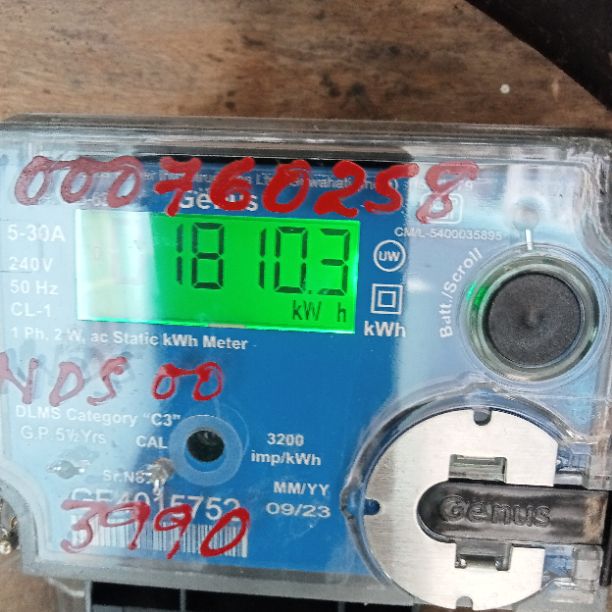 000760258
Genus
5-30A
240V
50 Hz
CL-1
1810.3
kW h
UW
kWh
CM/L-5400035895
Batt./Scroll
1 Ph. 2 W, ac Static kWh Meter
NDS 00
DLMS Category "C3"
G.P. 5½ Yrs
CAL
3200
imp/kWh
MM/YY
09/23
3990
Genus